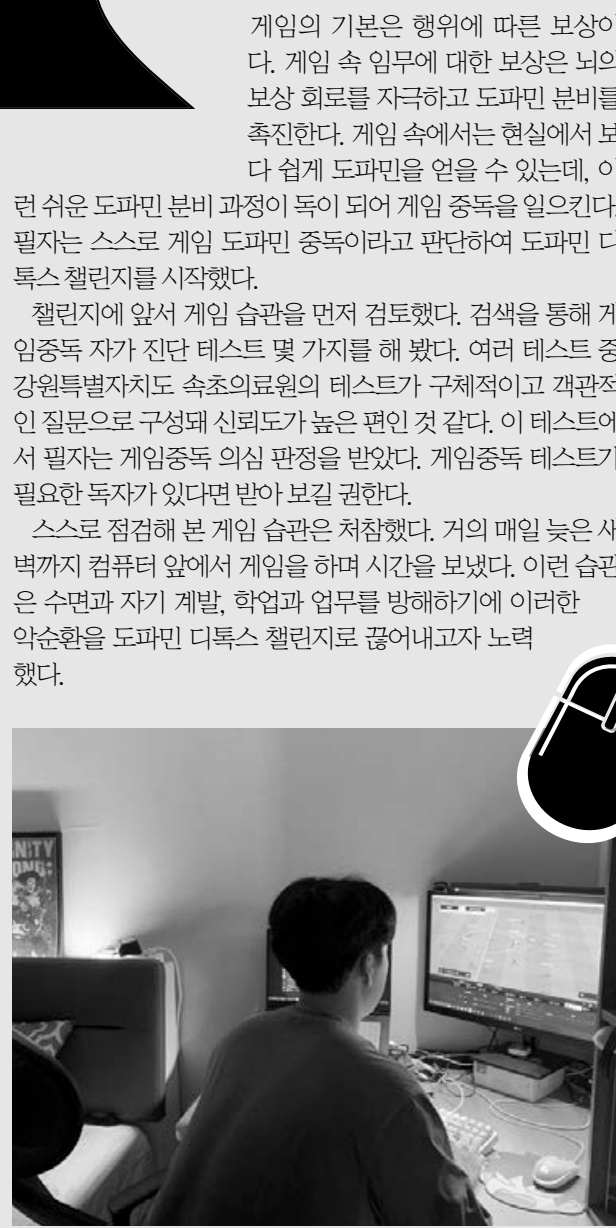 게임의 기본은 행위에 따른 보상이
다. 게임 속 임무에 대한 보상은 뇌의
보상 회로를 자극하고 도파민 분비를
촉진한다. 게임 속에서는 현실에서 보
다 쉽게 도파민을 얻을 수 있는데, 이
런 쉬운 도파민 분비 과정이 독이 되어 게임 중독을 일으킨다.
필자는 스스로 게임 도파민 중독이라고 판단하여 도파민 디
톡스 챌린지를 시작했다.
챌린지에 앞서 게임 습관을 먼저 검토했다. 검색을 통해 게
임중독 자가 진단 테스트 몇 가지를 해 봤다. 여러 테스트 중
강원특별자치도 속초의료원의 테스트가 구체적이고 객관적
인 질문으로 구성돼 신뢰도가 높은 편인 것 같다. 이 테스트에
서 필자는 게임중독 의심 판정을 받았다. 게임중독 테스트가
필요한 독자가 있다면 받아 보길 권한다.
스스로 점검해 본 게임 습관은 처참했다. 거의 매일 늦은 새
벽까지 컴퓨터 앞에서 게임을 하며 시간을 보냈다. 이런 습관
은 수면과 자기 계발, 학업과 업무를 방해하기에 이러한
악순환을 도파민 디톡스 챌린지로 끊어내고자 노력
했다.